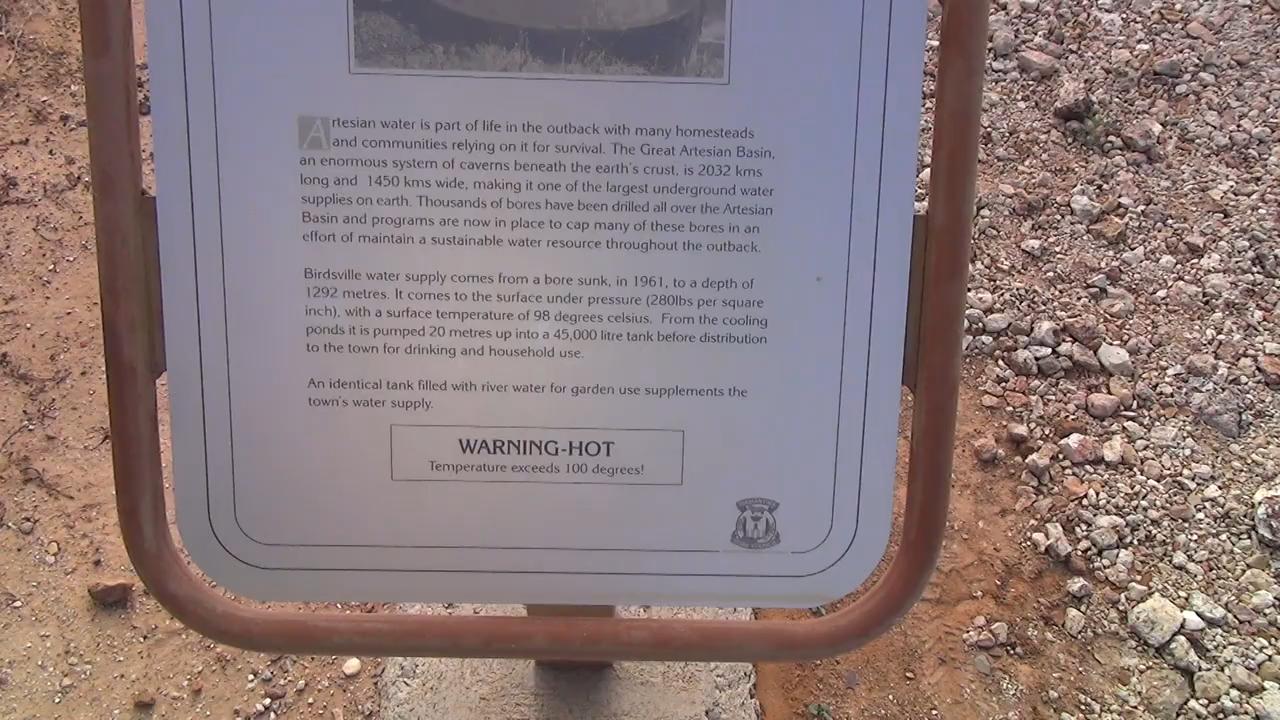 Artesian water is part of life in the outback with many homesteads
and communities relying on it for survival. The Great Artesian Basin,
an enormous system of caverns beneath the earth's crust, is 2032 kms
long and 1450 kms wide, making it one of the largest underground water
supplies on earth. Thousands of bores have been drilled all over the Artesian
Basin and programs are now in place to cap many of these bores in an
effort of maintain a sustainable water resource throughout the outback.
Birdsville water supply comes from a bore sunk, in 1961, to a depth of
1292 metres. It comes to the surface under pressure (280lbs per square
inch), with a surface temperature of 98 degrees celsius. From the cooling
ponds it is pumped 20 metres up into a 45,000 litre tank before distribution
to the town for drinking and household use.
An identical tank filled with river water for garden use supplements the
town's water supply.
WARNING-HOT
Temperature exceeds 100 degrees!